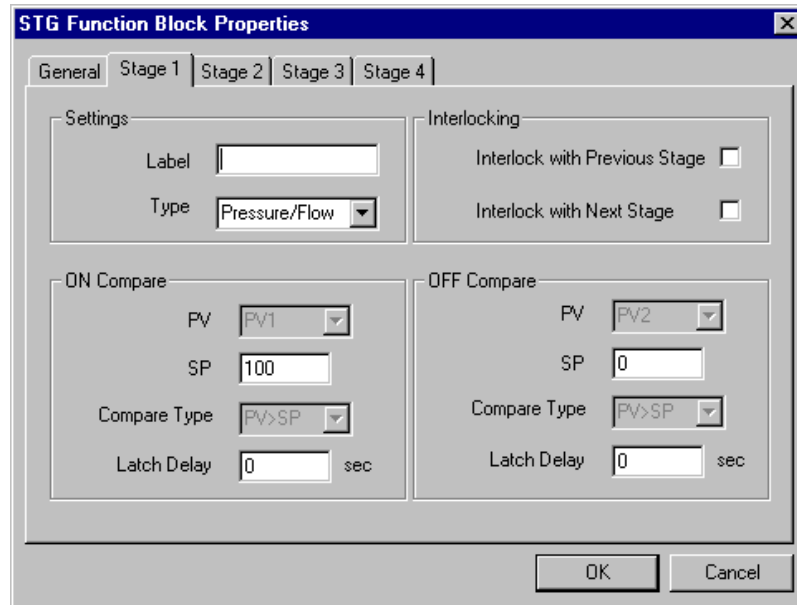 STG Function Block Properties
General Stage 1 Stage 2 Stage 3 Stage 4
Settings
Label
Type Pressure/Flow
Interlocking
Interlock with Previous Stage
Interlock with Next Stage
ON Compare
PV PV1
SP 100
Compare Type PV>SP
Latch Delay 0 sec
OFF Compare
PV PV2
SP 0
Compare Type PV>SP
Latch Delay 0 sec
OK Cancel